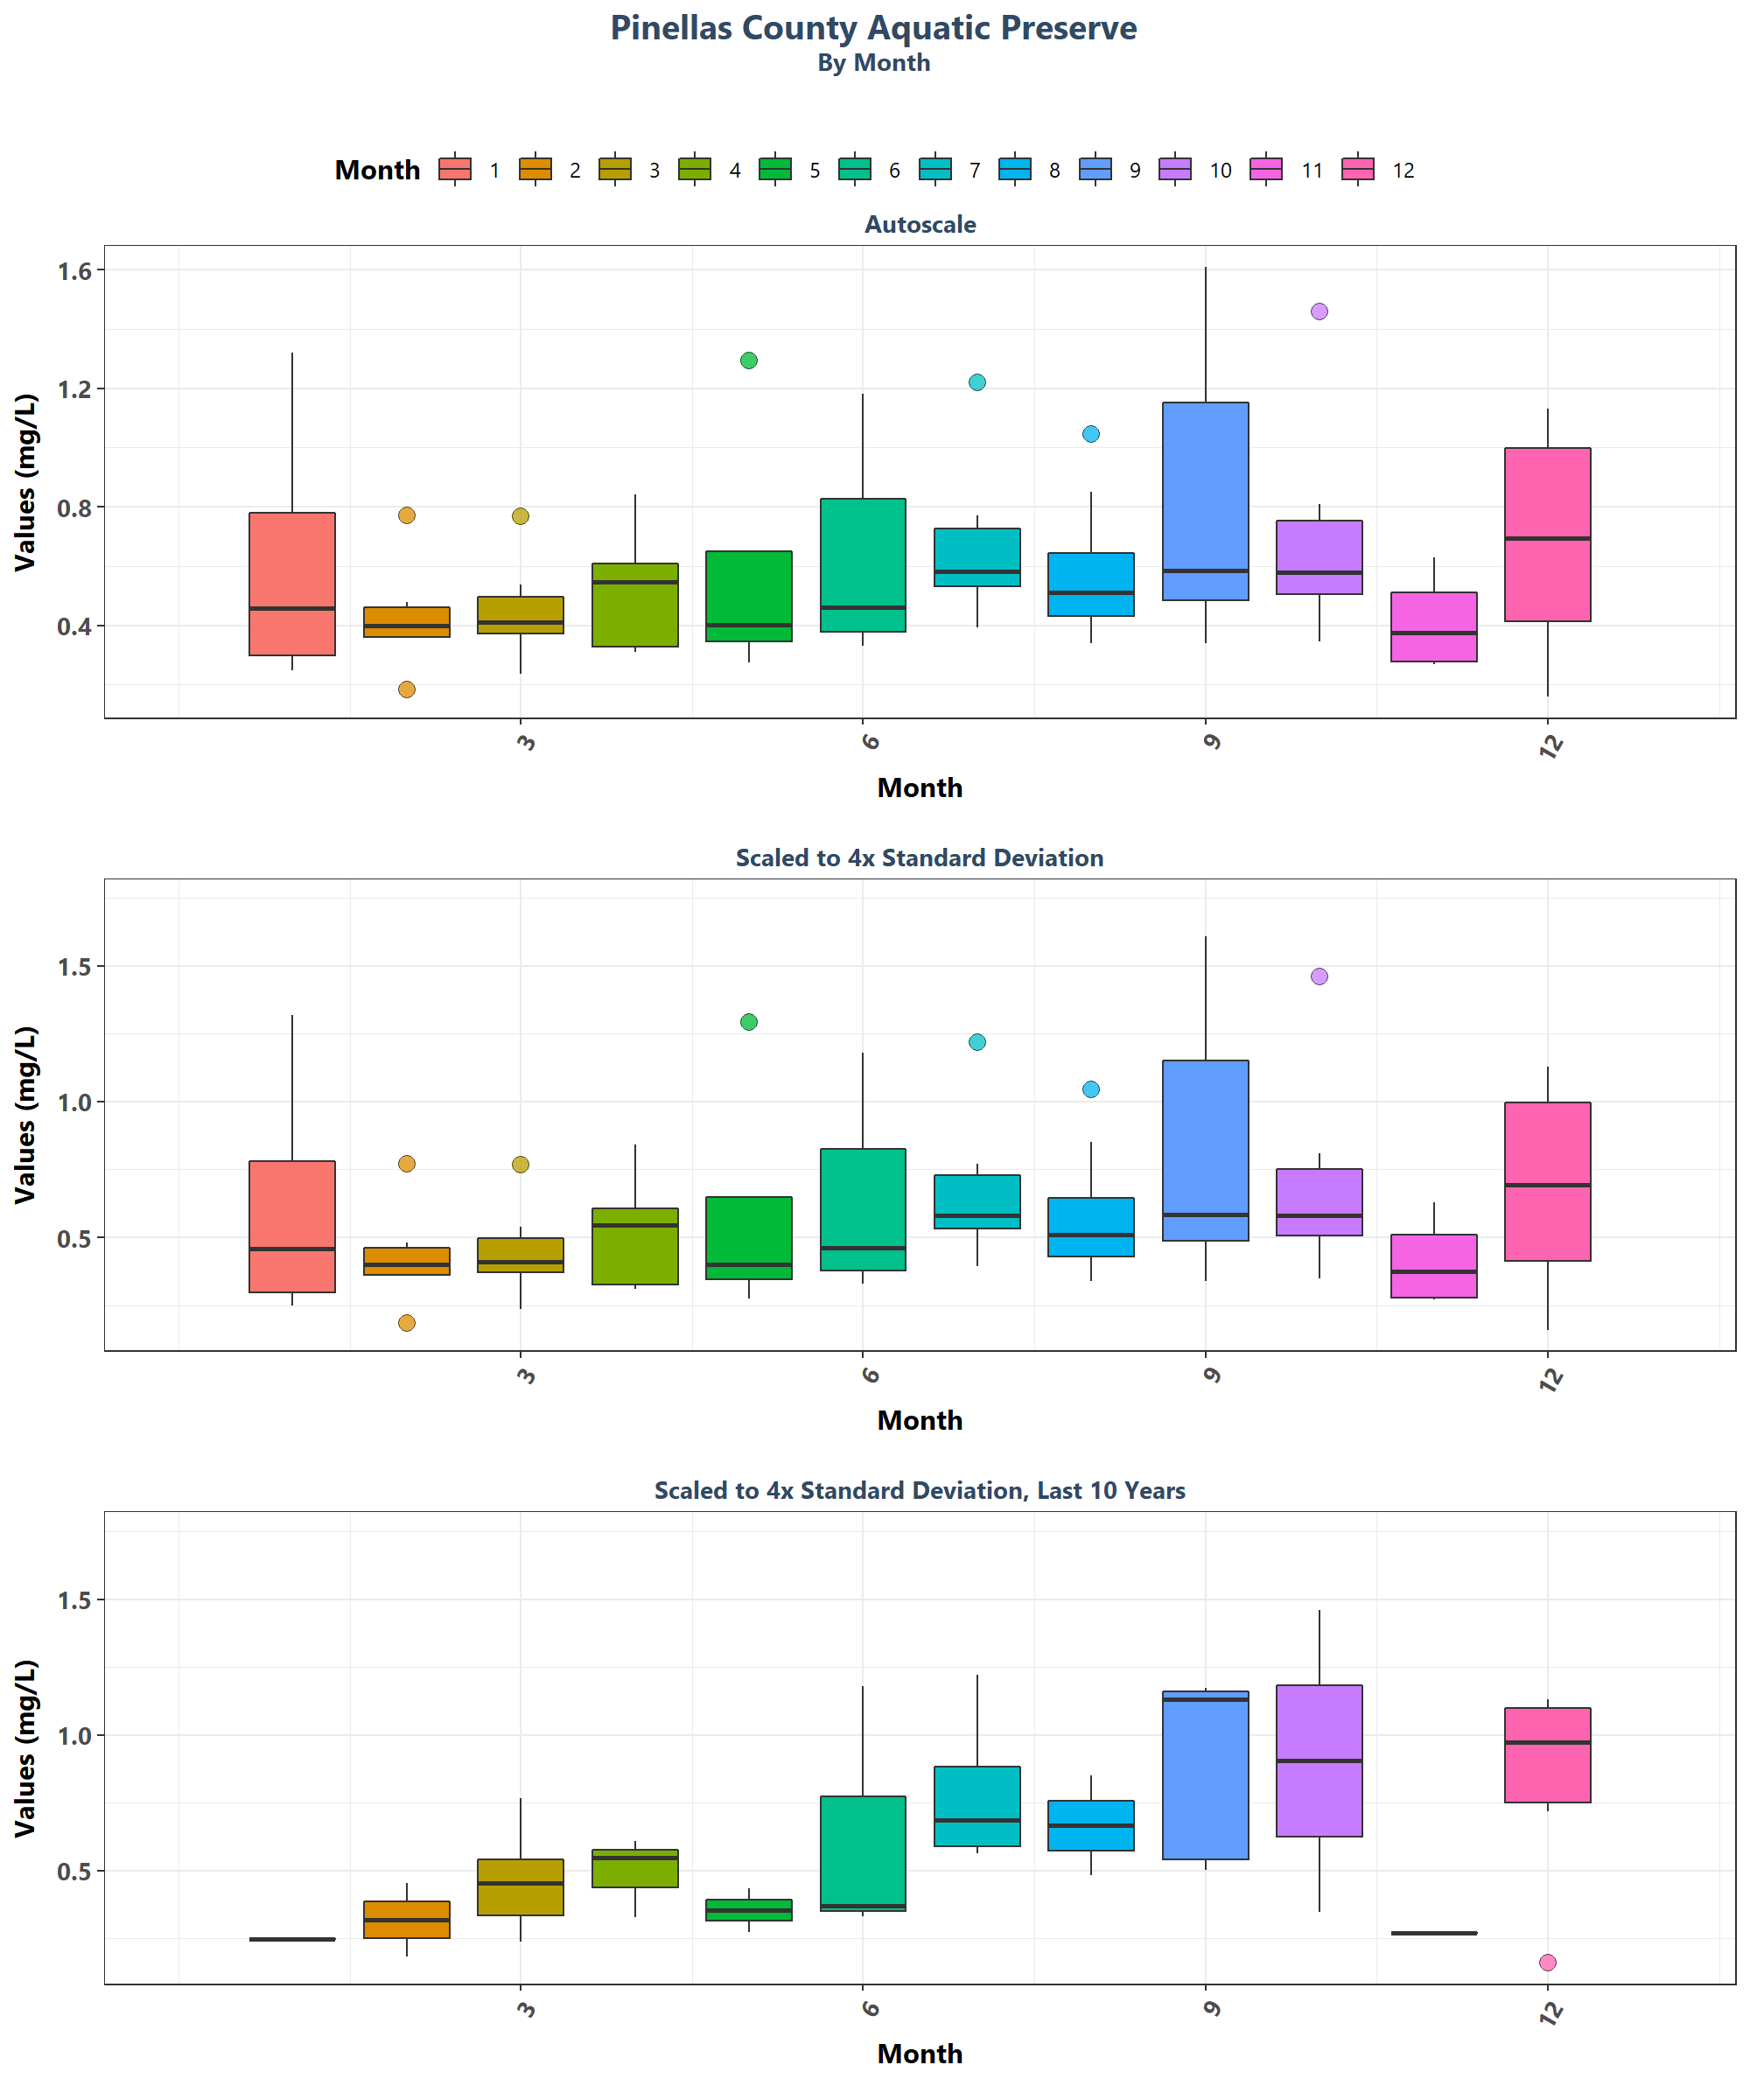 Pinellas County Aquatic Preserve
By Month
Month 1 2 3 4 5 6 7 8 9 10 11 12
Autoscale
Values (mg/L)
1.6
1.2
0.8
0.4
3 6 9 12
Month
Scaled to 4x Standard Deviation
Values (mg/L)
1.5
1.0
0.5
3 6 9 12
Month
Scaled to 4x Standard Deviation, Last 10 Years
Values (mg/L)
1.5
1.0
0.5
3 6 9 12
Month